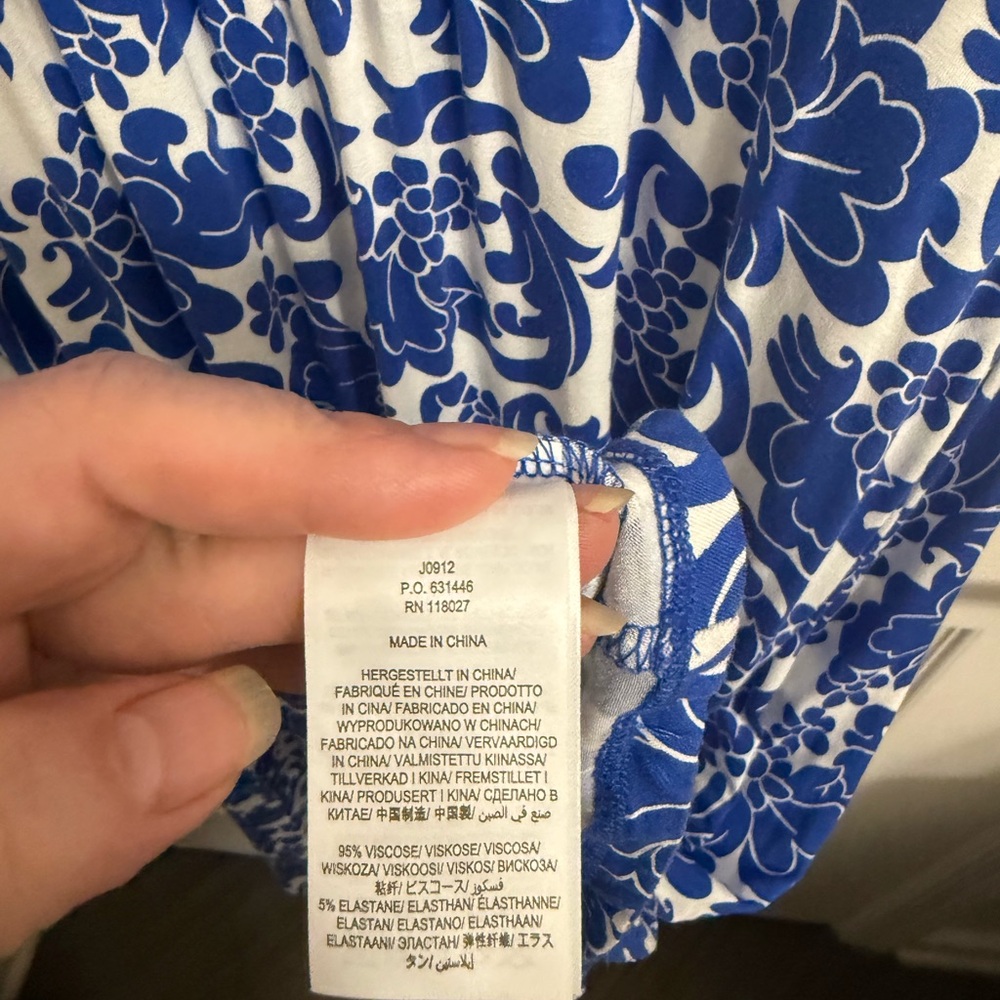 J0912
P.O. 631446
RN 118027
MADE IN CHINA
HERGESTELLT IN CHINA/
FABRIQUÉ EN CHINE/ PRODOTTO
IN CINA/ FABRICADO EN CHINA/
WYPRODUKOWANO W CHINACH/
FABRICADO NA CHINA/ VERVAARDIGD
IN CHINA/ VALMISTETTU KIINASSA/
TILLVERKAD I KINA/ FREMSTILLET I
KINA/ PRODUSERT I KINA/ СДЕЛАНО В
КИТАЕ/ 中国制造/ 中国製/ صنع في الصين
95% VISCOSE/ VISKOSE/ VISCOSA/
WISKOZA/ VISKOOSI/ VISKOS/ ВИСКОЗА/
粘纤/ ビスコース/ فسكوز
5% ELASTANE/ ELASTHAN/ ÉLASTHANNE/
ELASTAN/ ELASTANO/ ELASTHAAN/
ELASTAANI/ ЭЛАСТАН/ 弹性纤维/ エラス
タン/ إيلاستين